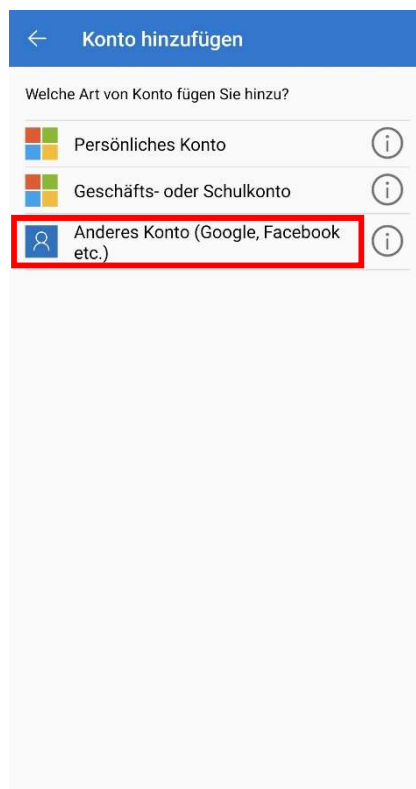 Konto hinzufügen
Welche Art von Konto fügen Sie hinzu?
Persönliches Konto
Geschäfts- oder Schulkonto
Anderes Konto (Google, Facebook
etc.)